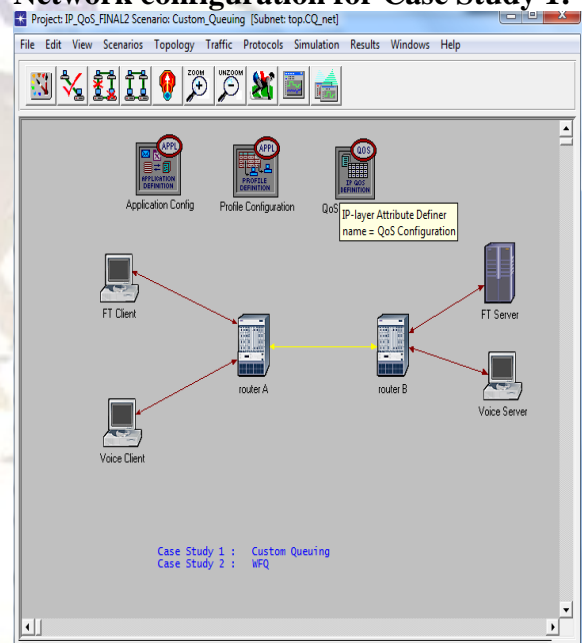 Network configuration for Case Study 1:
Project: IP_QoS_FINAL2 Scenario: Custom_Queuing [Subnet: top.CQ_net]
File Edit View Scenarios Topology Traffic Protocols Simulation Results Windows Help
ZOOM UNZOOM
APPL APPL QOS
APPLICATION DEFINITION PROFILE DEFINITION IP QOS DEFINITION
Application Config Profile Configuration QoS
IP-layer Attribute Definer
name = QoS Configuration
FT Client FT Server
router A router B
Voice Client Voice Server
Case Study 1 : Custom Queuing
Case Study 2 : WFQ